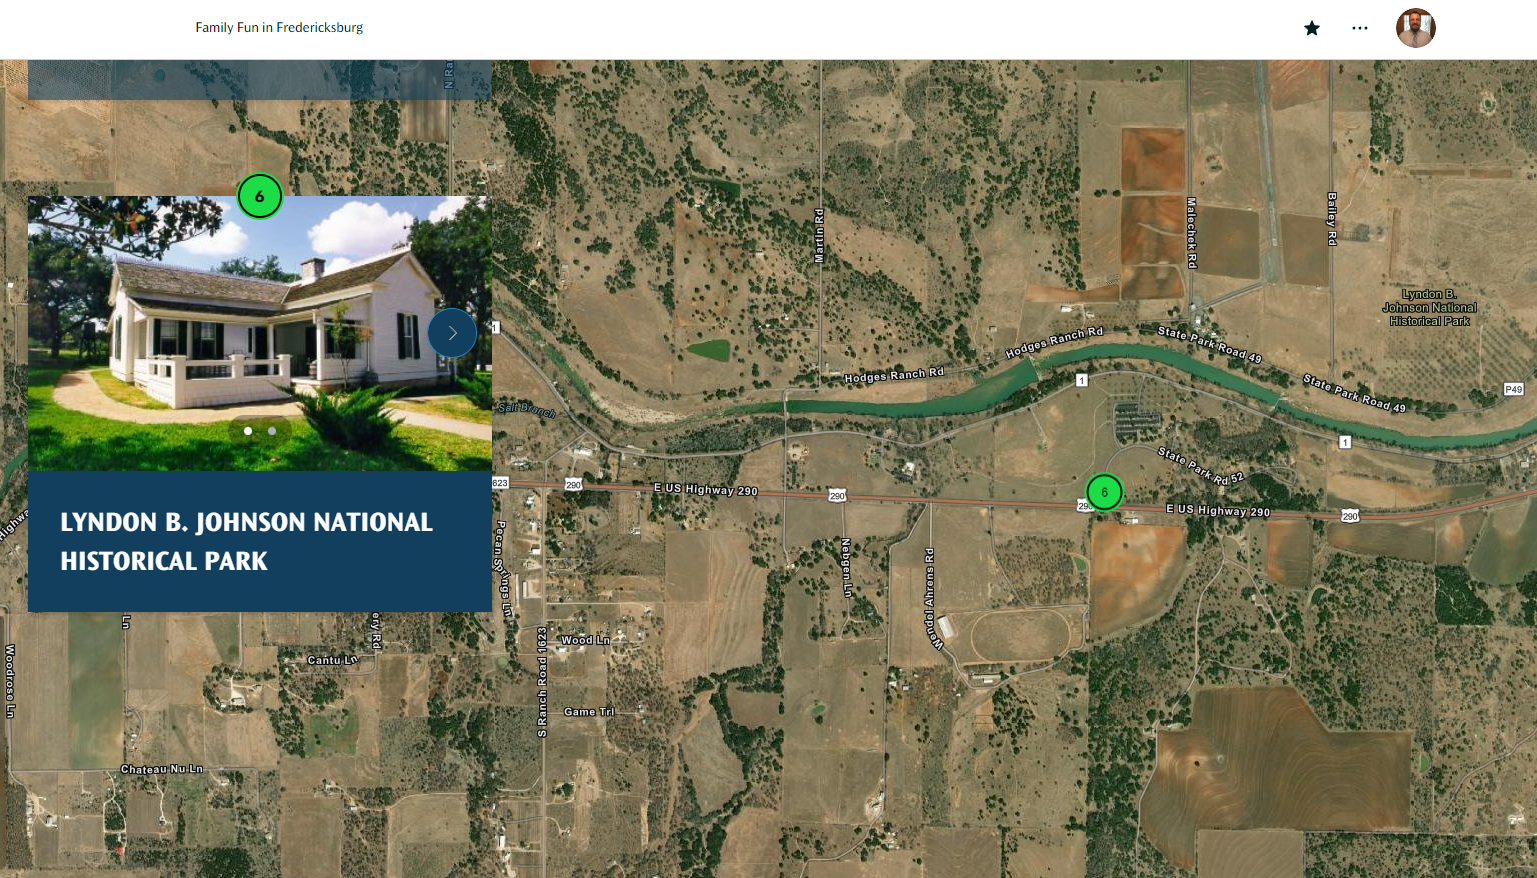 Family Fun in Fredericksburg
N Ra
6
LYNDON B. JOHNSON NATIONAL
HISTORICAL PARK
Martin Rd
Malechek Rd
Bailey Rd
Lyndon B.
Johnson National
Historical Park
Hodges Ranch Rd
Hodges Ranch Rd
State Park Road 49
State Park Road 49
P49
1
1
1
Salt Branch
State Park Rd 52
623
290
E US Highway 290
290
290
6
E US Highway 290
290
Highwa
Pecan Springs Ln
Nebgen Ln
Wendel Ahrens Rd
Ln
ery Rd
Woodrose Ln
Cantu Ln
Wood Ln
S Ranch Road 1623
Game Trl
Chateau Nu Ln